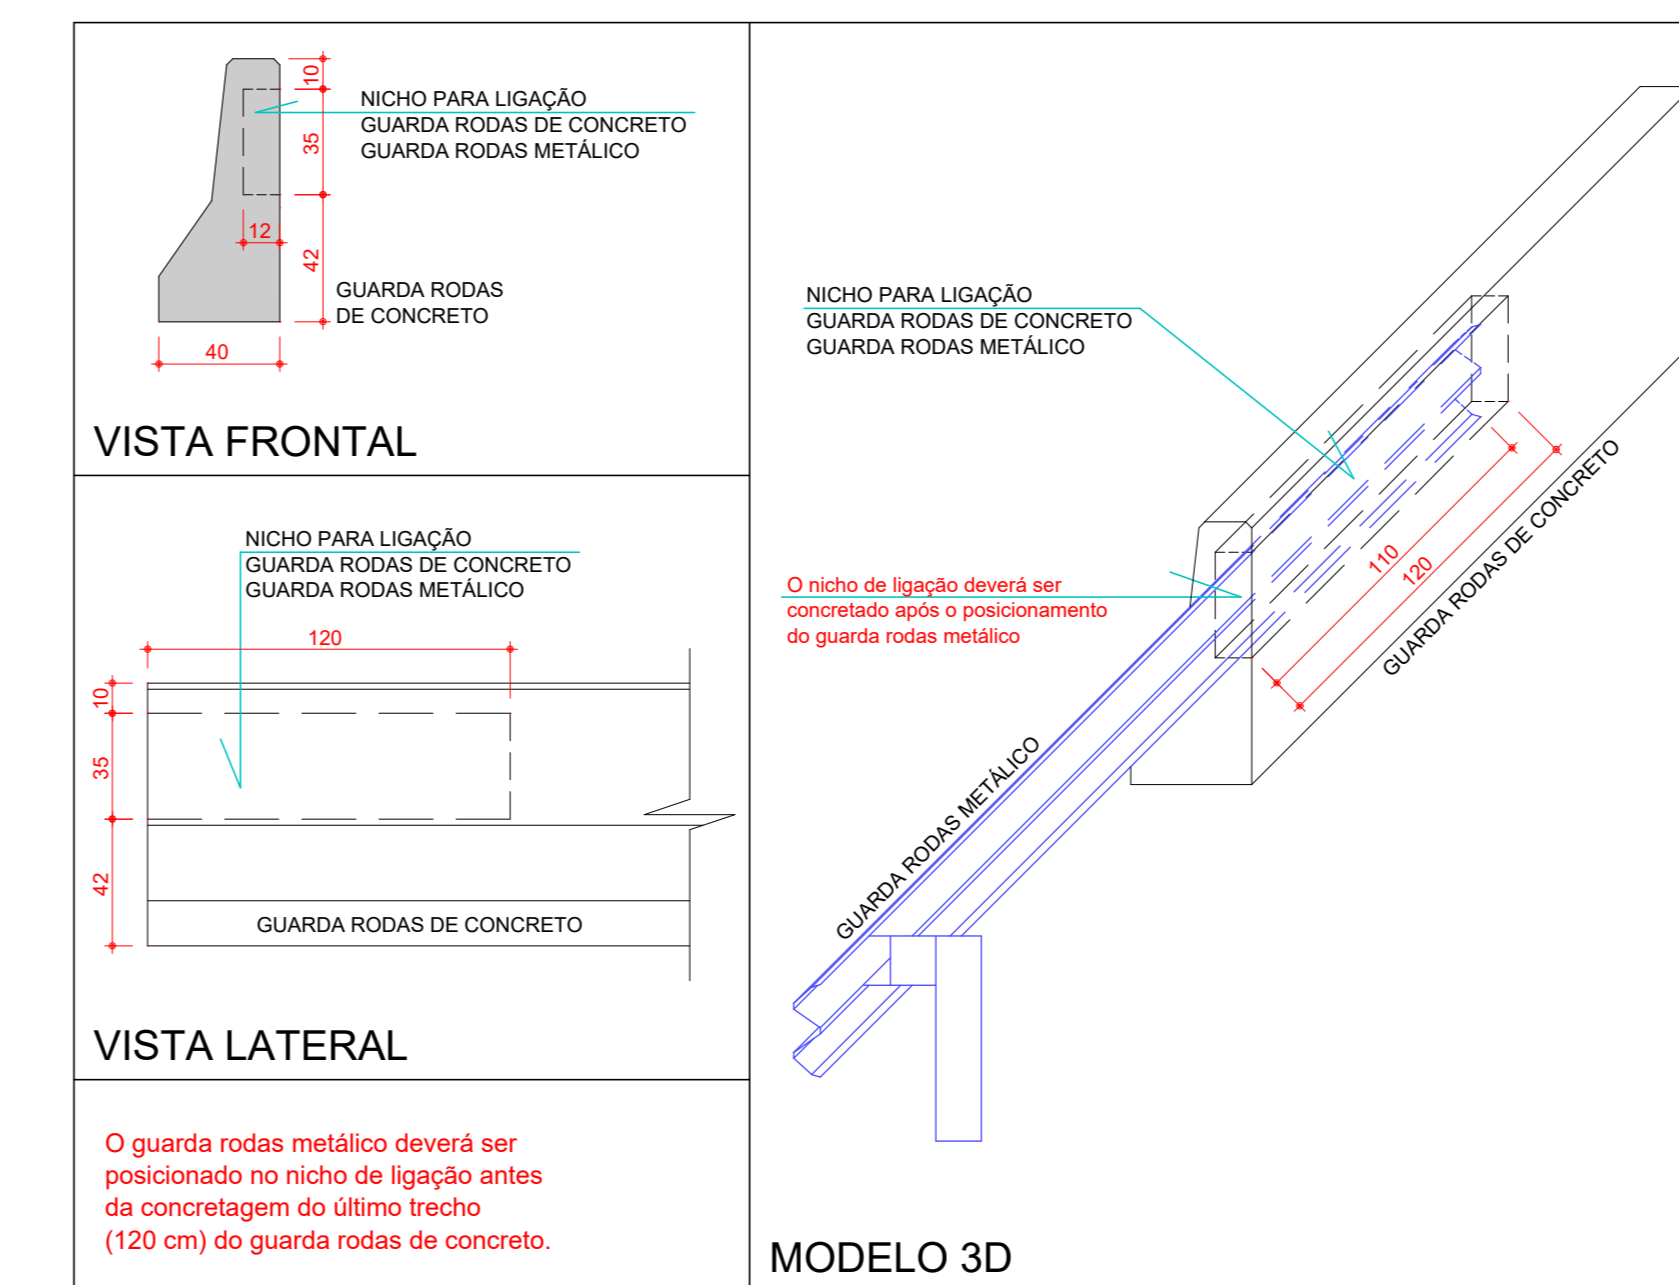 10
NICHO PARA LIGAÇÃO
GUARDA RODAS DE CONCRETO
GUARDA RODAS METÁLICO
35
12
42
GUARDA RODAS
DE CONCRETO
40
VISTA FRONTAL
NICHO PARA LIGAÇÃO
GUARDA RODAS DE CONCRETO
GUARDA RODAS METÁLICO
120
10
35
42
GUARDA RODAS DE CONCRETO
VISTA LATERAL
O guarda rodas metálico deverá ser
posicionado no nicho de ligação antes
da concretagem do último trecho
(120 cm) do guarda rodas de concreto.
NICHO PARA LIGAÇÃO
GUARDA RODAS DE CONCRETO
GUARDA RODAS METÁLICO
O nicho de ligação deverá ser
concretado após o posicionamento
do guarda rodas metálico
110
120
GUARDA RODAS DE CONCRETO
GUARDA RODAS METÁLICO
MODELO 3D